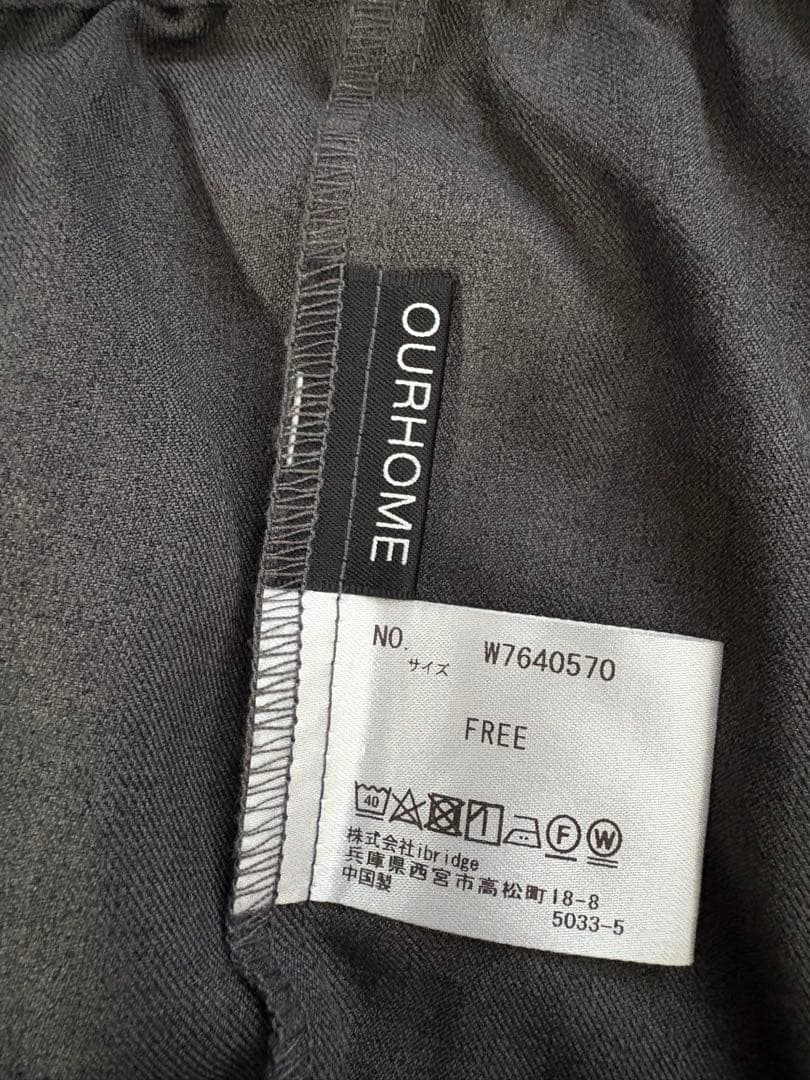 OURHOME
NO. W7640570
サイズ
FREE
40 F W
株式会社ibridge
兵庫県西宮市高松町18-8
5033-5
中国製